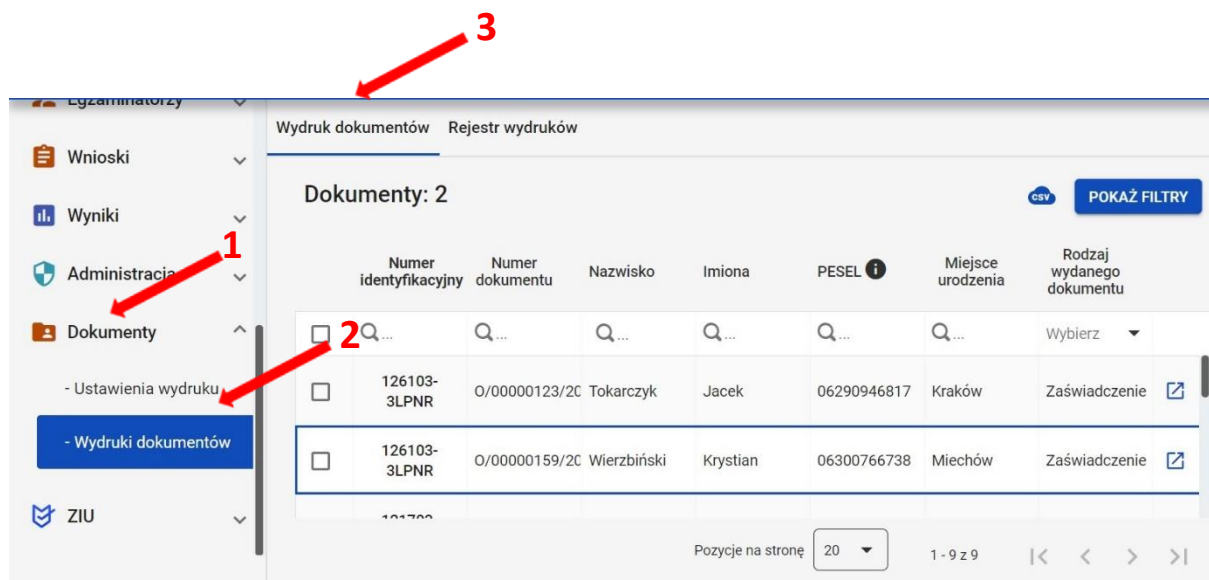 3
Egzaminatorzy
Wydruk dokumentów Rejestr wydruków
Wnioski
Dokumenty: 2
csv
POKAŻ FILTRY
Wyniki
1
Administracja
Numer identyfikacyjny
Numer dokumentu
Nazwisko
Imiona
PESEL
Miejsce urodzenia
Rodzaj wydanego dokumentu
Dokumenty
2
... ... ... ... ... ... Wybierz
- Ustawienia wydruku
126103-3LPNR O/00000123/20 Tokarczyk Jacek 06290946817 Kraków Zaświadczenie
- Wydruki dokumentów
126103-3LPNR O/00000159/20 Wierzbiński Krystian 06300766738 Miechów Zaświadczenie
ZIU
Pozycje na stronę 20 1 - 9 z 9